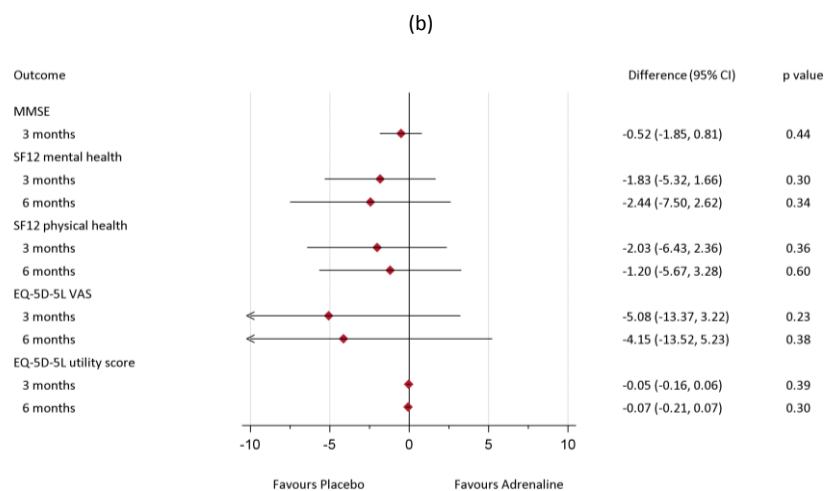 (b)
Outcome Difference (95% CI) p value
MMSE
3 months -0.52 (-1.85, 0.81) 0.44
SF12 mental health
3 months -1.83 (-5.32, 1.66) 0.30
6 months -2.44 (-7.50, 2.62) 0.34
SF12 physical health
3 months -2.03 (-6.43, 2.36) 0.36
6 months -1.20 (-5.67, 3.28) 0.60
EQ-5D-5L VAS
3 months -5.08 (-13.37, 3.22) 0.23
6 months -4.15 (-13.52, 5.23) 0.38
EQ-5D-5L utility score
3 months -0.05 (-0.16, 0.06) 0.39
6 months -0.07 (-0.21, 0.07) 0.30
-10 -5 0 5 10
Favours Placebo Favours Adrenaline